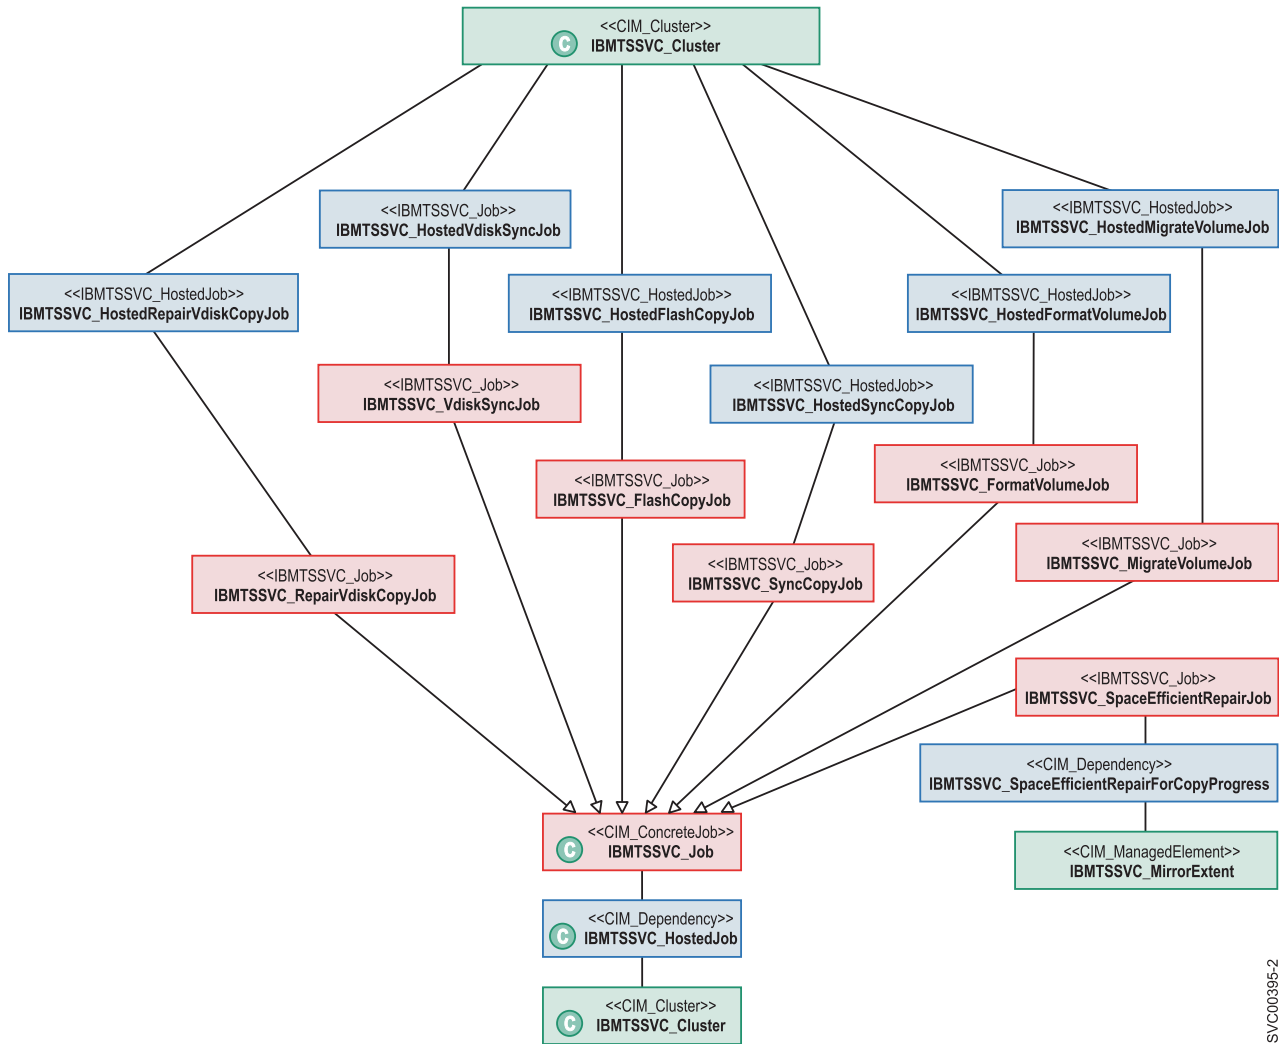 <<CIM_Cluster>>
C
IBMTSSVC_Cluster
<<IBMTSSVC_Job>>
IBMTSSVC_HostedVdiskSyncJob
<<IBMTSSVC_HostedJob>>
IBMTSSVC_HostedMigrateVolumeJob
<<IBMTSSVC_HostedJob>>
IBMTSSVC_HostedRepairVdiskCopyJob
<<IBMTSSVC_HostedJob>>
IBMTSSVC_HostedFlashCopyJob
<<IBMTSSVC_HostedJob>>
IBMTSSVC_HostedFormatVolumeJob
<<IBMTSSVC_Job>>
IBMTSSVC_VdiskSyncJob
<<IBMTSSVC_HostedJob>>
IBMTSSVC_HostedSyncCopyJob
<<IBMTSSVC_Job>>
IBMTSSVC_FlashCopyJob
<<IBMTSSVC_Job>>
IBMTSSVC_FormatVolumeJob
<<IBMTSSVC_Job>>
IBMTSSVC_MigrateVolumeJob
<<IBMTSSVC_Job>>
IBMTSSVC_RepairVdiskCopyJob
<<IBMTSSVC_Job>>
IBMTSSVC_SyncCopyJob
<<IBMTSSVC_Job>>
IBMTSSVC_SpaceEfficientRepairJob
<<CIM_Dependency>>
IBMTSSVC_SpaceEfficientRepairForCopyProgress
<<CIM_ManagedElement>>
IBMTSSVC_MirrorExtent
<<CIM_ConcreteJob>>
C
IBMTSSVC_Job
<<CIM_Dependency>>
C
IBMTSSVC_HostedJob
<<CIM_Cluster>>
C
IBMTSSVC_Cluster
SVC00395-2